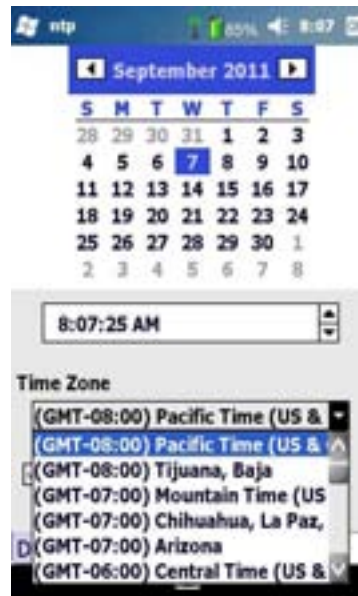 ntp 8:07
September 2011
S M T W T F S
28 29 30 31 1 2 3
4 5 6 7 8 9 10
11 12 13 14 15 16 17
18 19 20 21 22 23 24
25 26 27 28 29 30 1
2 3 4 5 6 7 8
8:07:25 AM
Time Zone
(GMT-08:00) Pacific Time (US &
(GMT-08:00) Pacific Time (US &
(GMT-08:00) Tijuana, Baja
(GMT-07:00) Mountain Time (US
(GMT-07:00) Chihuahua, La Paz,
(GMT-07:00) Arizona
D
(GMT-06:00) Central Time (US &